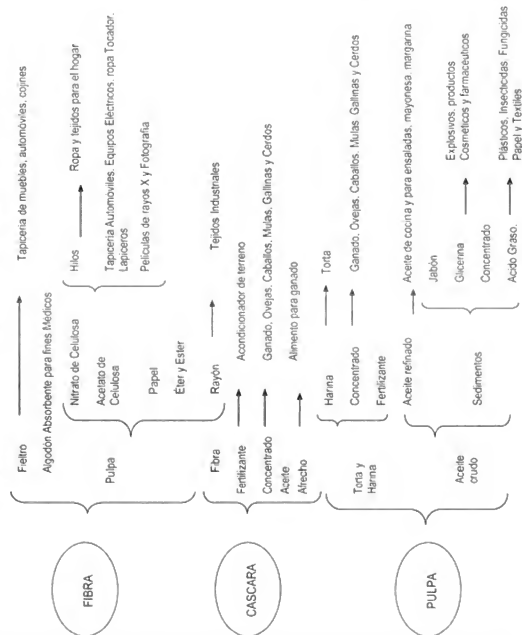 FIBRA
Fieltro
Tapicería de muebles, automóviles, cojines
Algodón Absorbente para fines Médicos
Pulpa
Nitrato de Celulosa
Hilos
Ropa y tejidos para el hogar
Acetato de
Celulosa
Tapicería Automóviles. Equipos Eléctricos. ropa Tocador.
Lapiceros
Películas de rayos X y Fotografía
Papel
Eter y Ester
Rayón
Tejidos Industriales
CASCARA
Fibra
Fertilizante
Acondicionador de terreno
Concentrado
Ganado, Ovejas, Caballos, Mulas, Gallinas y Cerdos
Aceite
Afrecho
Alimento para ganado
PULPA
Torta y
Harina
Harina
Torta
Concentrado
Ganado, Ovejas, Caballos, Mulas. Gallinas y Cerdos
Fertilizante
Aceite
crudo
Aceite refinado
Aceite de cocina y para ensaladas, mayonesa, margarina
Sedimentos
Jabón
Glicerina
Explosivos, productos
Cosméticos y farmaceuticos
Concentrado
Acido Graso.
Plásticos, Insecticidas. Fungicidas
Papel y Textiles